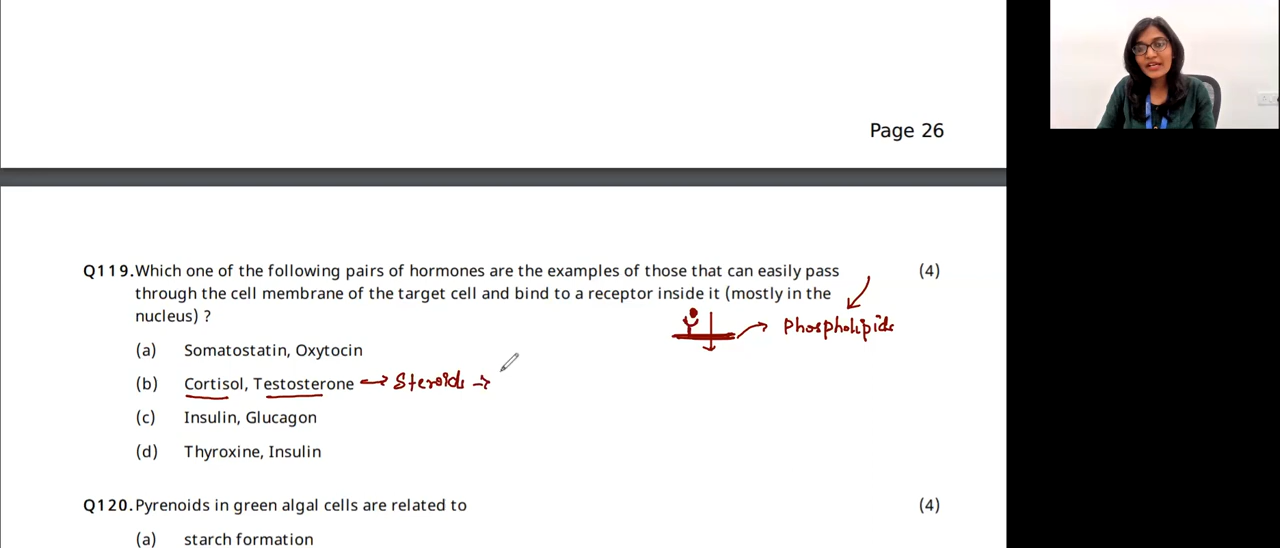 Page 26
Q119. Which one of the following pairs of hormones are the examples of those that can easily pass (4)
through the cell membrane of the target cell and bind to a receptor inside it (mostly in the
nucleus) ?
Phospholipids
(a) Somatostatin, Oxytocin
(b) Cortisol, Testosterone → Steroids →
(c) Insulin, Glucagon
(d) Thyroxine, Insulin
Q120. Pyrenoids in green algal cells are related to (4)
(a) starch formation